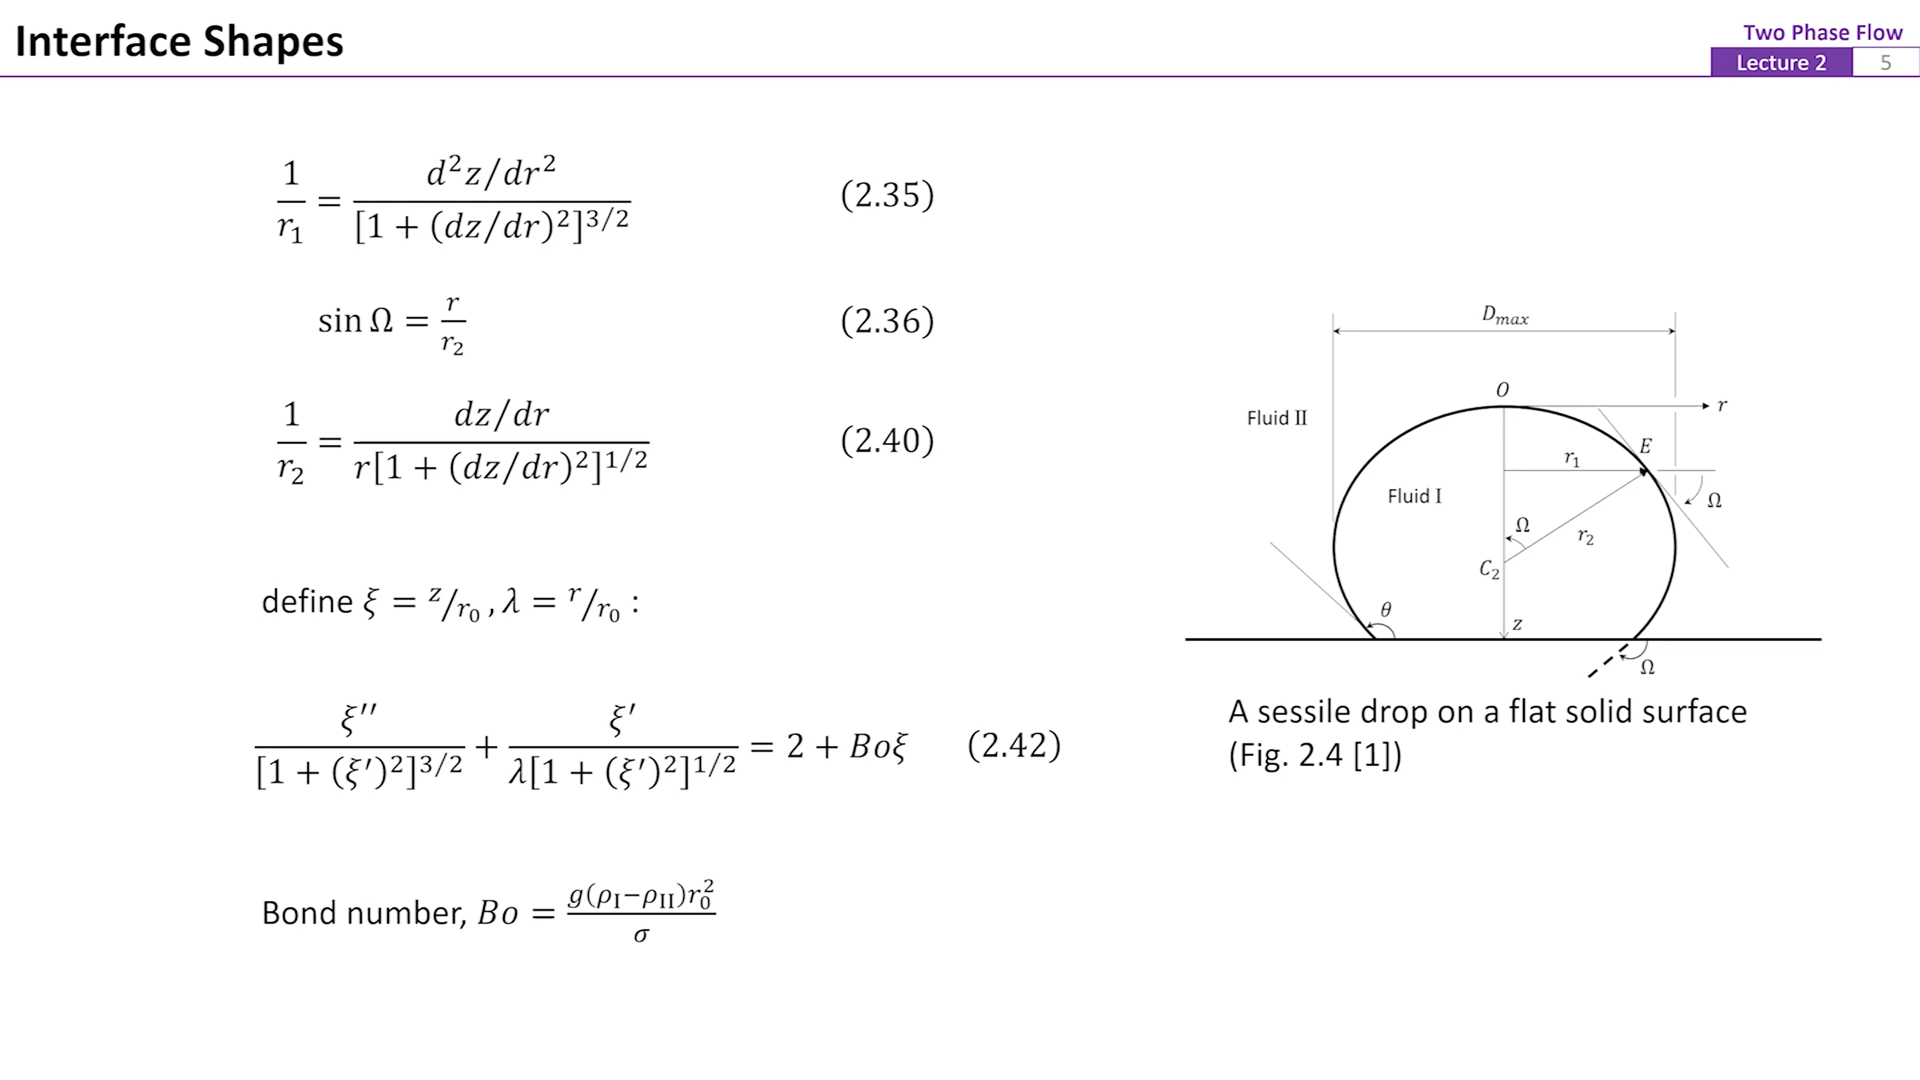 Interface Shapes
Two Phase Flow
Lecture 2 5
1/r₁ = d²z/dr² / [1 + (dz/dr)²]^3/2 (2.35)
sin Ω = r/r₂ (2.36)
1/r₂ = dz/dr / r[1 + (dz/dr)²]^1/2 (2.40)
define ξ = z/r₀ , λ = r/r₀ :
ξ′′ / [1 + (ξ′)²]^3/2 + ξ′ / λ[1 + (ξ′)²]^1/2 = 2 + Boξ (2.42)
Bond number, Bo = g(ρ_I−ρ_II)r₀² / σ
D_max
O
r
Fluid II
E
r₁
Fluid I
Ω
Ω
r₂
C₂
θ
z
Ω
A sessile drop on a flat solid surface
(Fig. 2.4 [1])